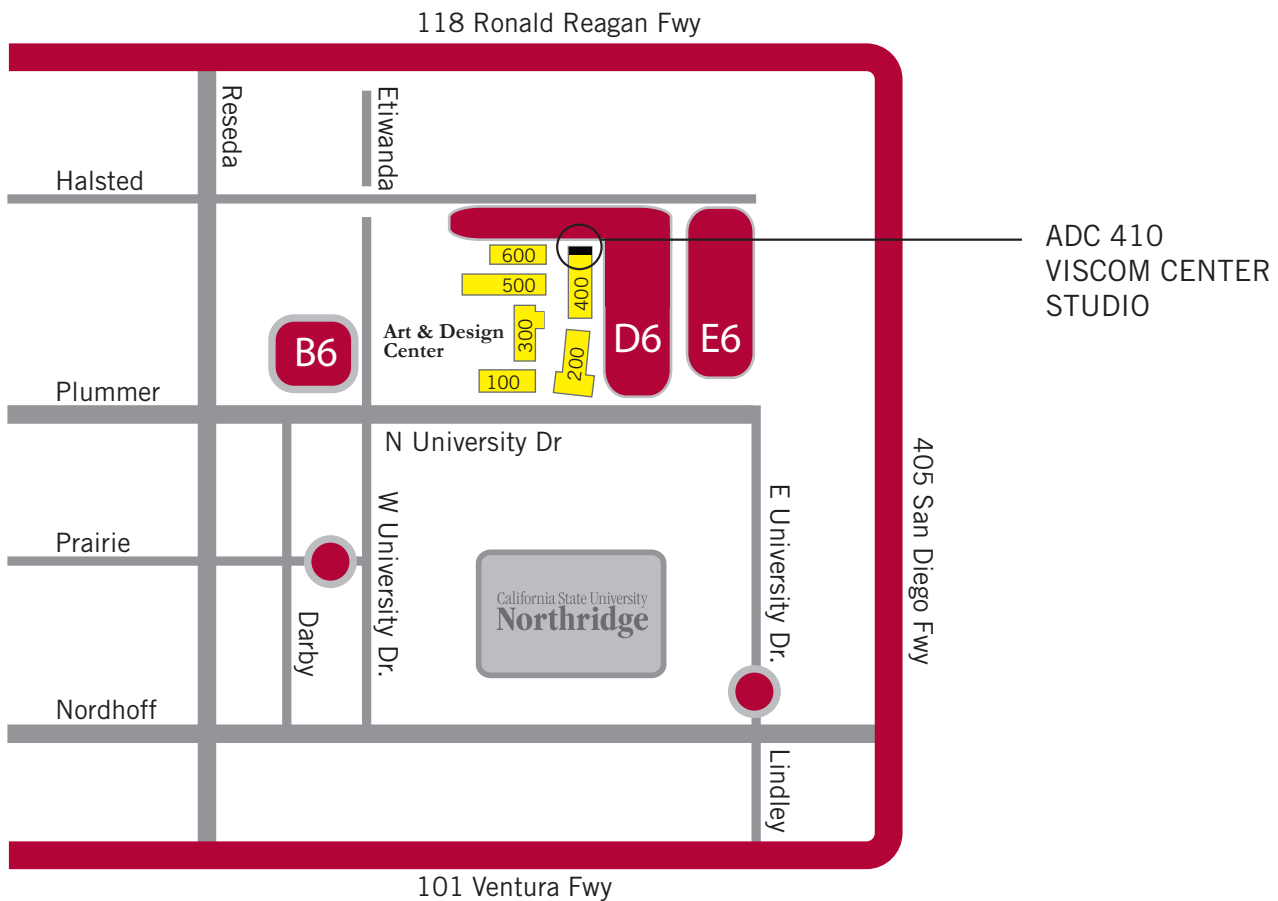 118 Ronald Reagan Fwy
Reseda
Etiwanda
Halsted
ADC 410
VISCOM CENTER
STUDIO
600
500
400
300
Art & Design
Center
B6
D6
E6
200
100
Plummer
N University Dr
405 San Diego Fwy
W University Dr.
E University Dr.
Prairie
California State University
Northridge
Darby
Nordhoff
Lindley
101 Ventura Fwy